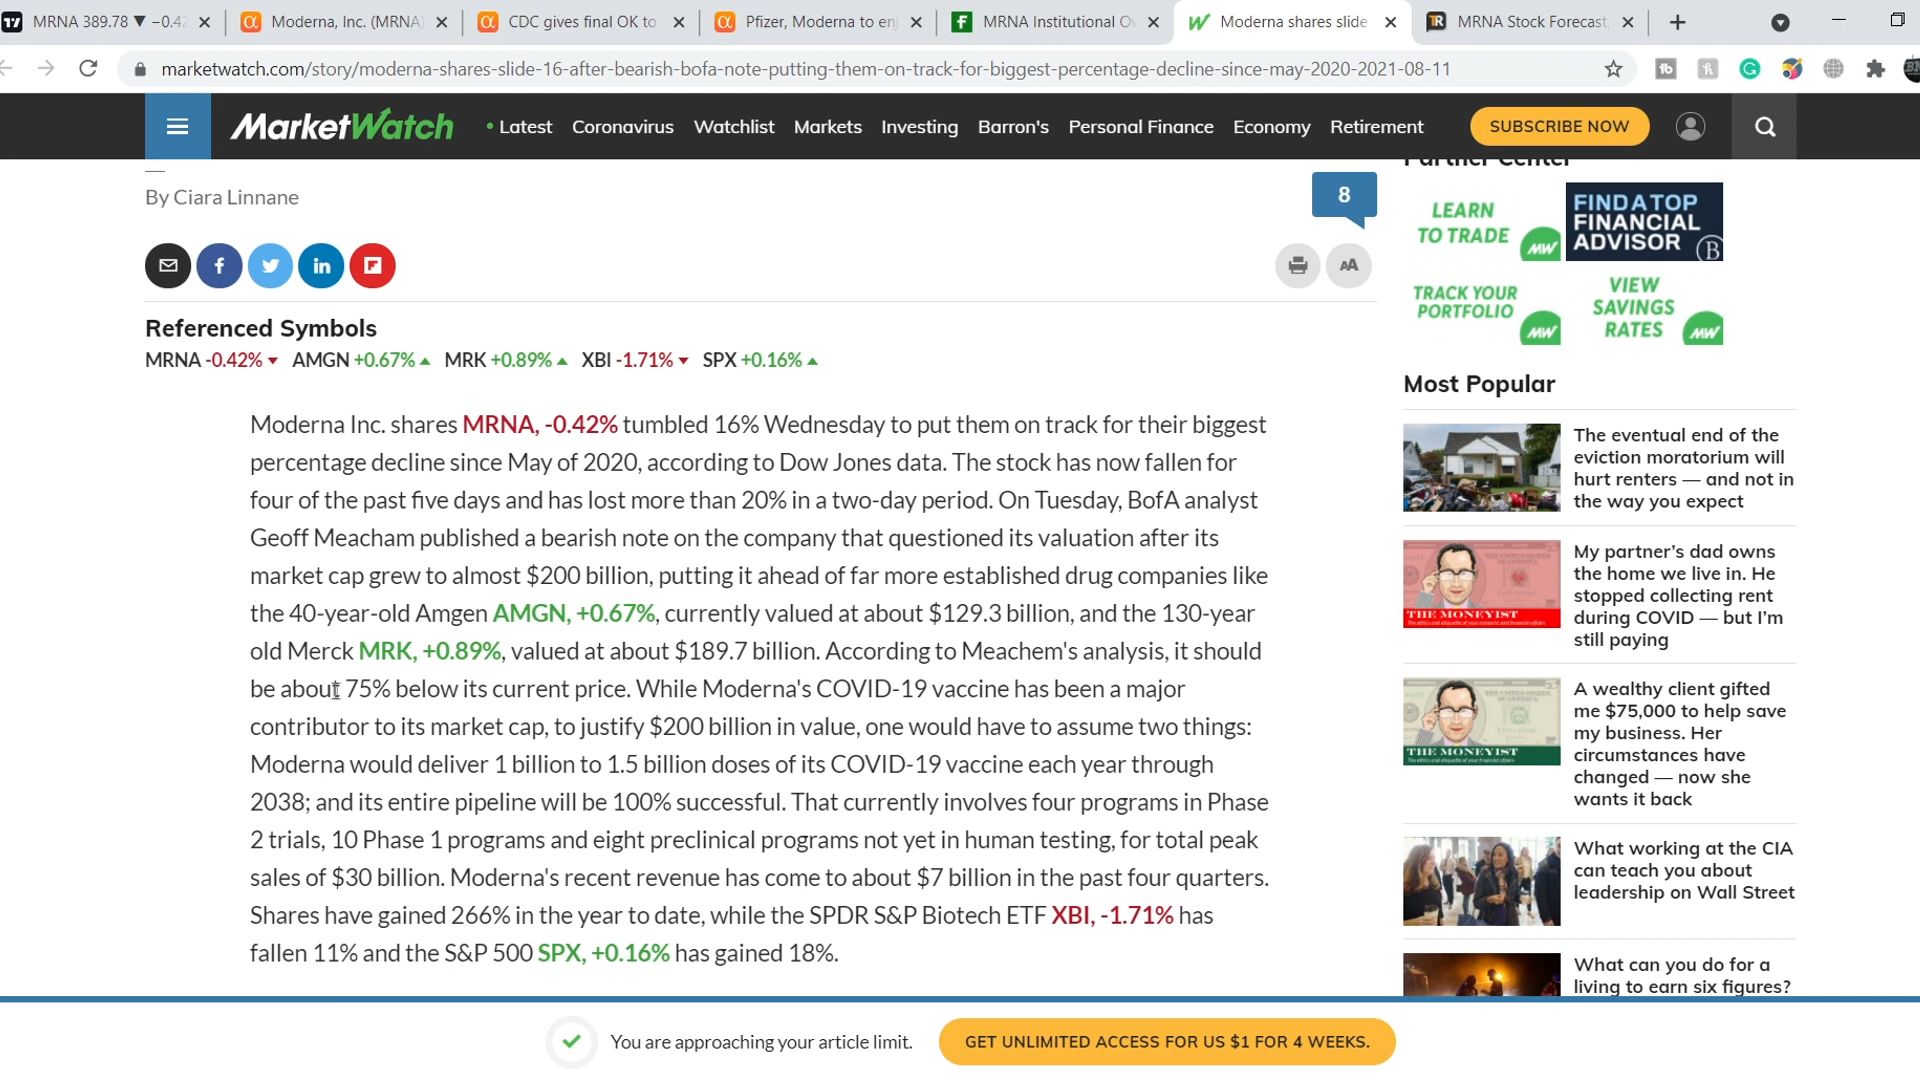 MRNA 389.78 ▼ −0.42
Moderna, Inc. (MRNA)
CDC gives final OK to
Pfizer, Moderna to enj
MRNA Institutional Ov
Moderna shares slide
MRNA Stock Forecast,
marketwatch.com/story/moderna-shares-slide-16-after-bearish-bofa-note-putting-them-on-track-for-biggest-percentage-decline-since-may-2020-2021-08-11
MarketWatch
• Latest Coronavirus Watchlist Markets Investing Barron's Personal Finance Economy Retirement
SUBSCRIBE NOW
By Ciara Linnane
8
AA
Referenced Symbols
MRNA -0.42% ▼ AMGN +0.67% ▲ MRK +0.89% ▲ XBI -1.71% ▼ SPX +0.16% ▲
Moderna Inc. shares MRNA, -0.42% tumbled 16% Wednesday to put them on track for their biggest
percentage decline since May of 2020, according to Dow Jones data. The stock has now fallen for
four of the past five days and has lost more than 20% in a two-day period. On Tuesday, BofA analyst
Geoff Meacham published a bearish note on the company that questioned its valuation after its
market cap grew to almost $200 billion, putting it ahead of far more established drug companies like
the 40-year-old Amgen AMGN, +0.67%, currently valued at about $129.3 billion, and the 130-year
old Merck MRK, +0.89%, valued at about $189.7 billion. According to Meachem's analysis, it should
be about 75% below its current price. While Moderna's COVID-19 vaccine has been a major
contributor to its market cap, to justify $200 billion in value, one would have to assume two things:
Moderna would deliver 1 billion to 1.5 billion doses of its COVID-19 vaccine each year through
2038; and its entire pipeline will be 100% successful. That currently involves four programs in Phase
2 trials, 10 Phase 1 programs and eight preclinical programs not yet in human testing, for total peak
sales of $30 billion. Moderna's recent revenue has come to about $7 billion in the past four quarters.
Shares have gained 266% in the year to date, while the SPDR S&P Biotech ETF XBI, -1.71% has
fallen 11% and the S&P 500 SPX, +0.16% has gained 18%.
Partner Center
LEARN
TO TRADE
MW
FIND A TOP
FINANCIAL
ADVISOR
B
TRACK YOUR
PORTFOLIO
MW
VIEW
SAVINGS
RATES
MW
Most Popular
The eventual end of the
eviction moratorium will
hurt renters — and not in
the way you expect
THE MONEYIST
My partner's dad owns
the home we live in. He
stopped collecting rent
during COVID — but I'm
still paying
THE MONEYIST
A wealthy client gifted
me $75,000 to help save
my business. Her
circumstances have
changed — now she
wants it back
What working at the CIA
can teach you about
leadership on Wall Street
What can you do for a
living to earn six figures?
You are approaching your article limit.
GET UNLIMITED ACCESS FOR US $1 FOR 4 WEEKS.